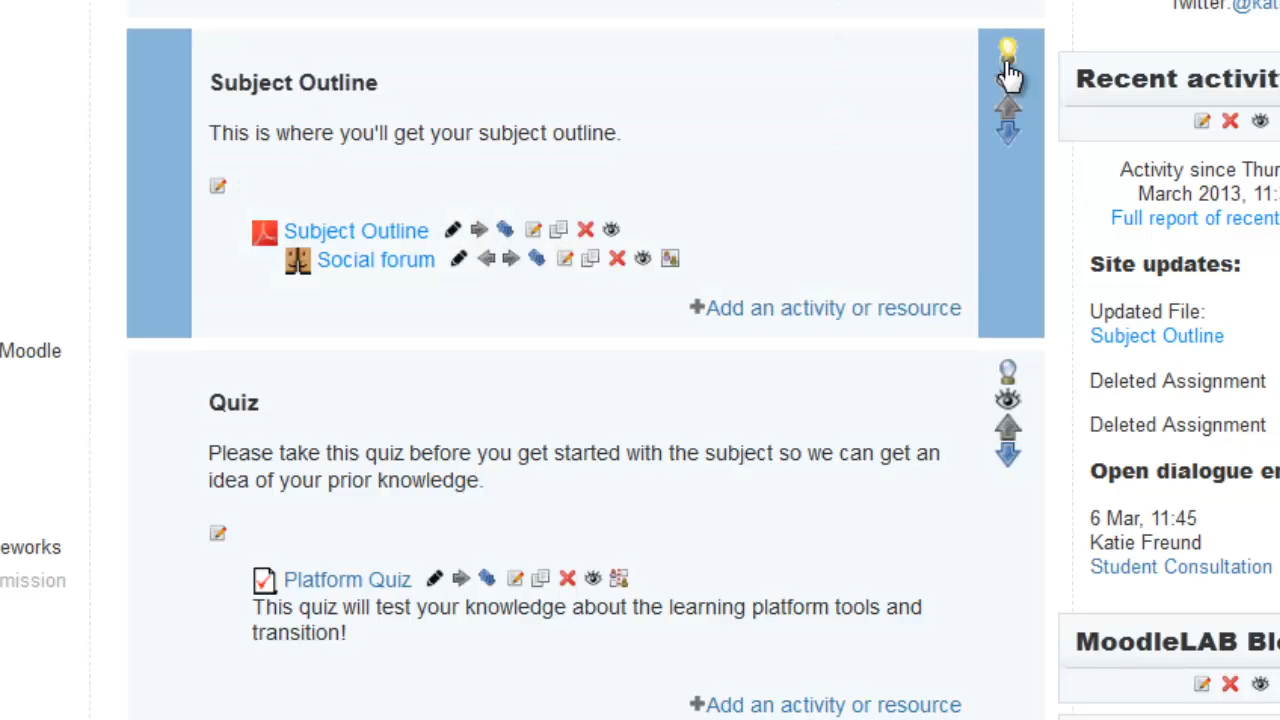 Twitter:@kat
Subject Outline
This is where you'll get your subject outline.
Subject Outline
Social forum
Add an activity or resource
Moodle
Quiz
Please take this quiz before you get started with the subject so we can get an
idea of your prior knowledge.
eworks
mission
Platform Quiz
This quiz will test your knowledge about the learning platform tools and
transition!
Add an activity or resource
Recent activit
Activity since Thur
March 2013, 11:
Full report of recent
Site updates:
Updated File:
Subject Outline
Deleted Assignment
Deleted Assignment
Open dialogue e
6 Mar, 11:45
Katie Freund
Student Consultation
MoodleLAB Bl